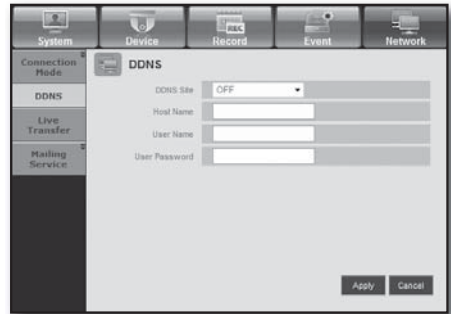 System
Device
REC
Record
Event
Network
Connection
Mode
DDNS
Live
Transfer
Mailing
Service
DDNS
DDNS Site
OFF
Host Name
User Name
User Password
Apply
Cancel